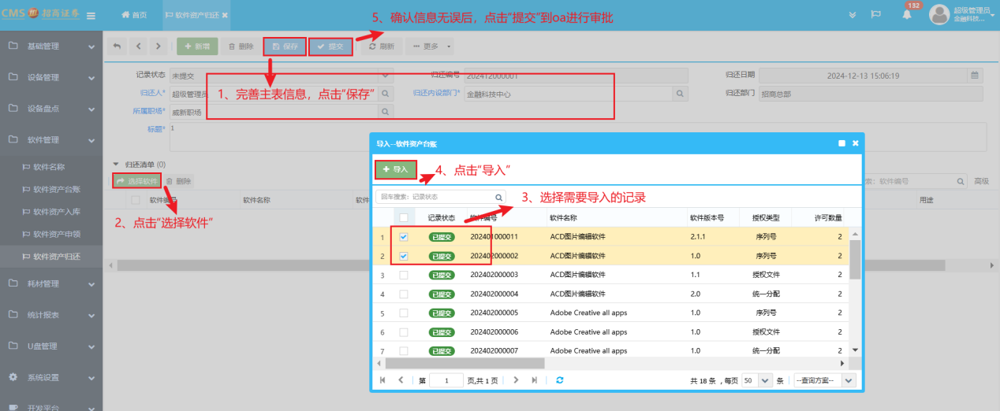 CMS 招商证券
首页
软件资产归还
132
超级管理员
金融科技...
5、确认信息无误后，点击"提交"到oa进行审批
基础管理
设备管理
设备盘点
软件管理
软件名称
软件资产台账
软件资产入库
软件资产申领
软件资产归还
耗材管理
统计报表
U盘管理
系统设置
开发平台
新增
删除
保存
提交
刷新
更多
记录状态 未提交
归还编号 202412000001
归还日期 2024-12-13 15:06:19
归还人* 超级管理员
归还内设部门* 金融科技中心
归还部门 招商总部
1、完善主表信息，点击"保存"
所属职场* 威新职场
标题* 1
归还清单 (0)
选择软件 删除
索：软件编号 高级
软件编号 软件名称 软件 用途
2、点击"选择软件"
导入--软件资产台账
导入
4、点击"导入"
回车搜索：记录状态
3、选择需要导入的记录
记录状态 软件编号 软件名称 软件版本号 授权类型 许可数量
1 已提交 202401000011 ACD图片编辑软件 2.1.1 序列号 2
2 已提交 202402000002 ACD图片编辑软件 1.0 序列号 2
3 已提交 202402000003 ACD图片编辑软件 1.1 授权文件 2
4 已提交 202402000004 ACD图片编辑软件 2.0 统一分配 2
5 已提交 202402000005 Adobe Creative all apps 1.0 序列号 2
6 已提交 202402000006 Adobe Creative all apps 1.0 授权文件 2
7 已提交 202402000007 Adobe Creative all apps 1.0 统一分配 2
第 1 页,共 1 页
共 18 条 ，每页 50 条 --查询方案--